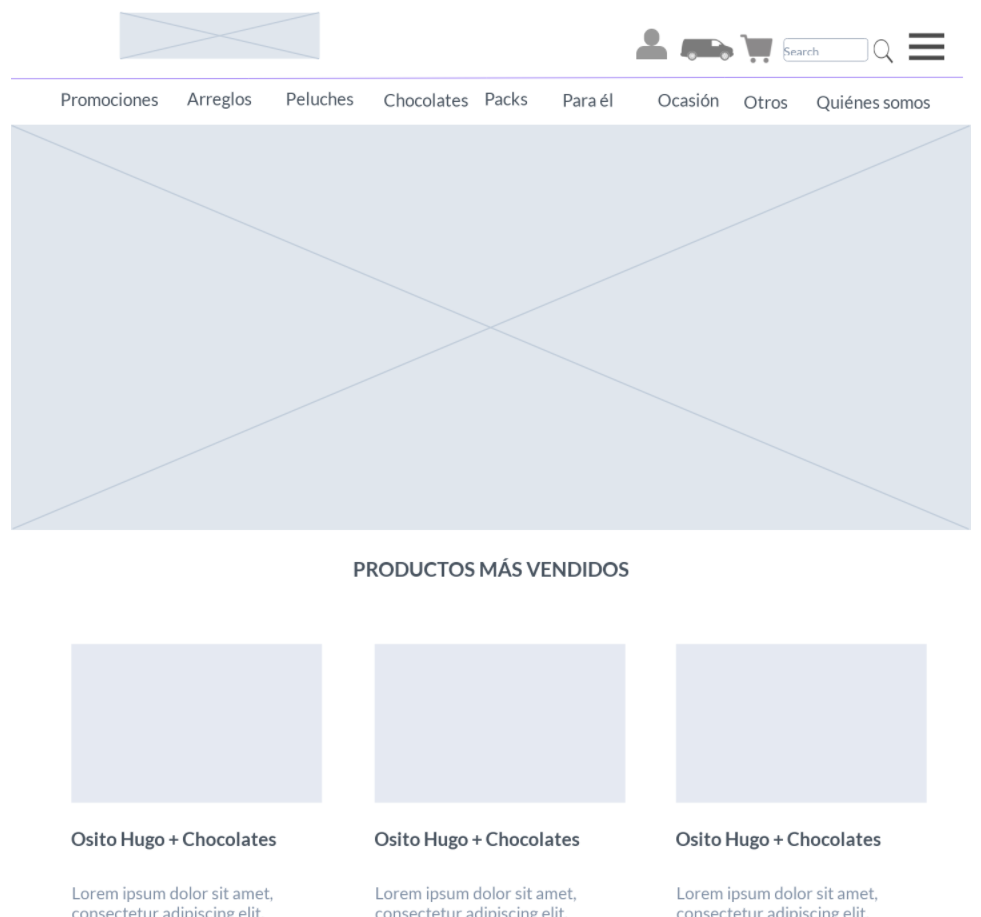 Search
Promociones Arreglos Peluches Chocolates Packs Para él Ocasión Otros Quiénes somos
PRODUCTOS MÁS VENDIDOS
Osito Hugo + Chocolates Osito Hugo + Chocolates Osito Hugo + Chocolates
Lorem ipsum dolor sit amet, Lorem ipsum dolor sit amet, Lorem ipsum dolor sit amet,
consectetur adipiscing elit consectetur adipiscing elit consectetur adipiscing elit